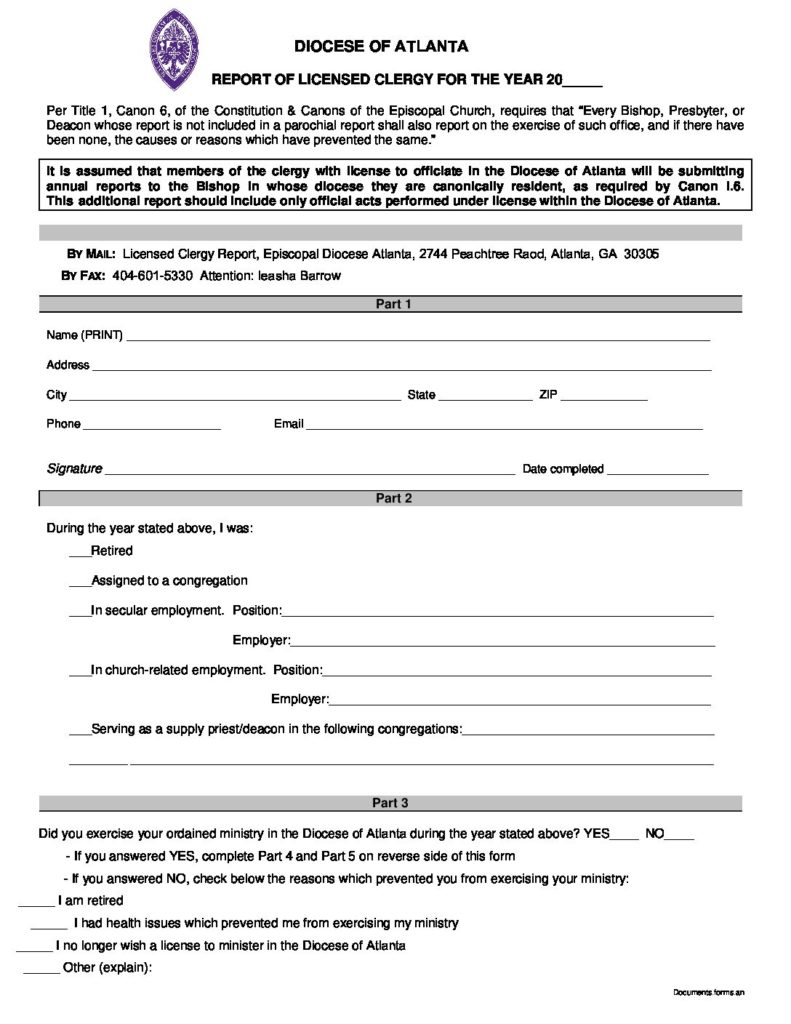 DIOCESE OF ATLANTA
REPORT OF LICENSED CLERGY FOR THE YEAR 20_____
Per Title 1, Canon 6, of the Constitution & Canons of the Episcopal Church, requires that "Every Bishop, Presbyter, or
Deacon whose report is not included in a parochial report shall also report on the exercise of such office, and if there have
been none, the causes or reasons which have prevented the same."
It is assumed that members of the clergy with license to officiate in the Diocese of Atlanta will be submitting
annual reports to the Bishop in whose diocese they are canonically resident, as required by Canon I.6.
This additional report should include only official acts performed under license within the Diocese of Atlanta.
BY MAIL: Licensed Clergy Report, Episcopal Diocese Atlanta, 2744 Peachtree Raod, Atlanta, GA 30305
BY FAX: 404-601-5330 Attention: Ieasha Barrow
Part 1
Name (PRINT) ____________________
Address ____________________
City ____________________ State __________ ZIP __________
Phone __________ Email ____________________
Signature ____________________ Date completed __________
Part 2
During the year stated above, I was:
___Retired
___Assigned to a congregation
___In secular employment. Position:____________________
Employer:____________________
___In church-related employment. Position:____________________
Employer:____________________
___Serving as a supply priest/deacon in the following congregations:____________________
________ ____________________
Part 3
Did you exercise your ordained ministry in the Diocese of Atlanta during the year stated above? YES____ NO____
- If you answered YES, complete Part 4 and Part 5 on reverse side of this form
- If you answered NO, check below the reasons which prevented you from exercising your ministry:
_____ I am retired
_____ I had health issues which prevented me from exercising my ministry
_____ I no longer wish a license to minister in the Diocese of Atlanta
_____ Other (explain):
Documents.forms.an